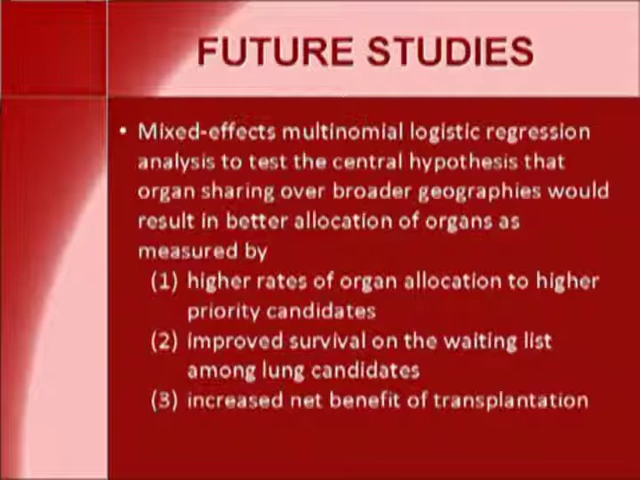 FUTURE STUDIES
• Mixed-effects multinomial logistic regression
analysis to test the central hypothesis that
organ sharing over broader geographies would
result in better allocation of organs as
measured by
(1) higher rates of organ allocation to higher
priority candidates
(2) improved survival on the waiting list
among lung candidates
(3) increased net benefit of transplantation